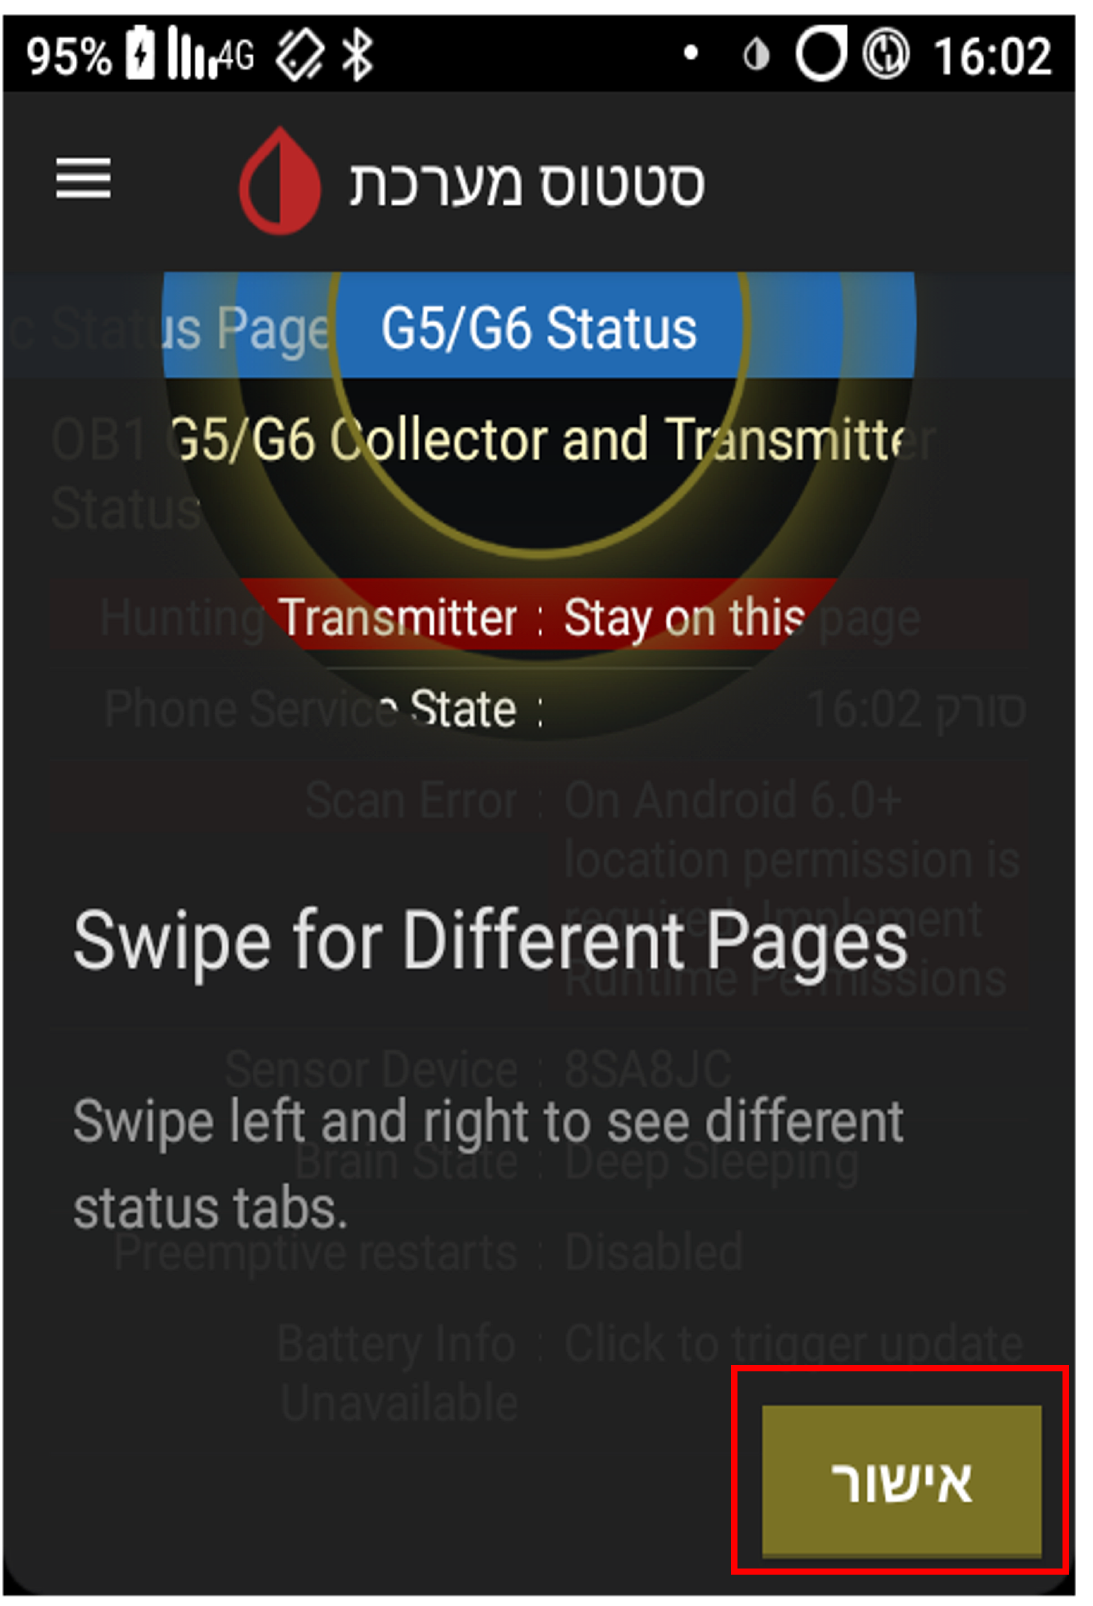 95% 4G 16:02
סטטוס מערכת
c Status Page G5/G6 Status
OB1 G5/G6 Collector and Transmitter
Status
Hunting Transmitter : Stay on this page
Phone Service State : סורק 16:02
Scan Error : On Android 6.0+
location permission is
required. Implement
Runtime Permissions
Swipe for Different Pages
Sensor Device : 8SA8JC
Swipe left and right to see different
status tabs.
Brain State : Deep Sleeping
Preemptive restarts : Disabled
Battery Info : Click to trigger update
Unavailable
אישור